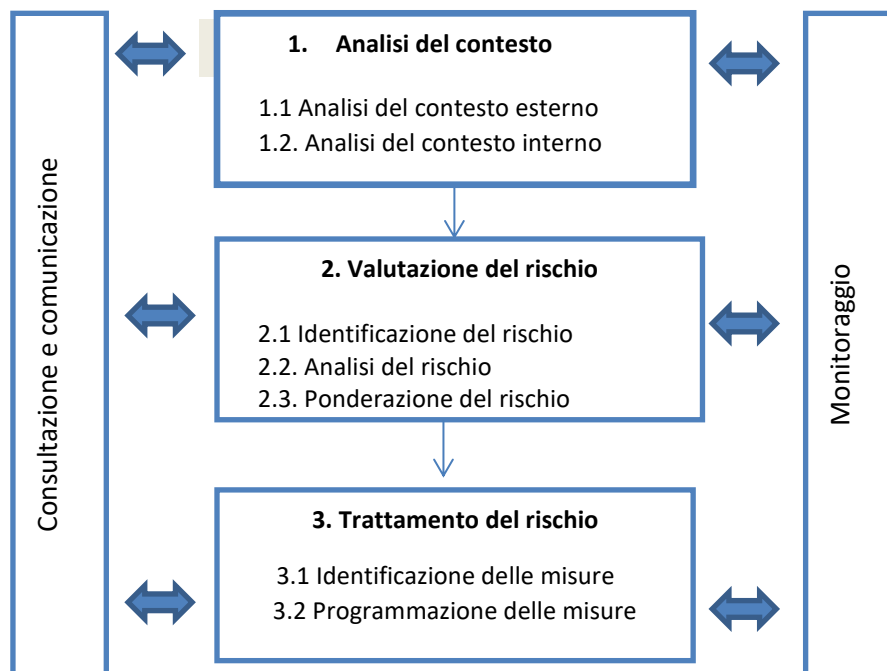 Consultazione e comunicazione
1. Analisi del contesto
1.1 Analisi del contesto esterno
1.2. Analisi del contesto interno
2. Valutazione del rischio
2.1 Identificazione del rischio
2.2. Analisi del rischio
2.3. Ponderazione del rischio
3. Trattamento del rischio
3.1 Identificazione delle misure
3.2 Programmazione delle misure
Monitoraggio